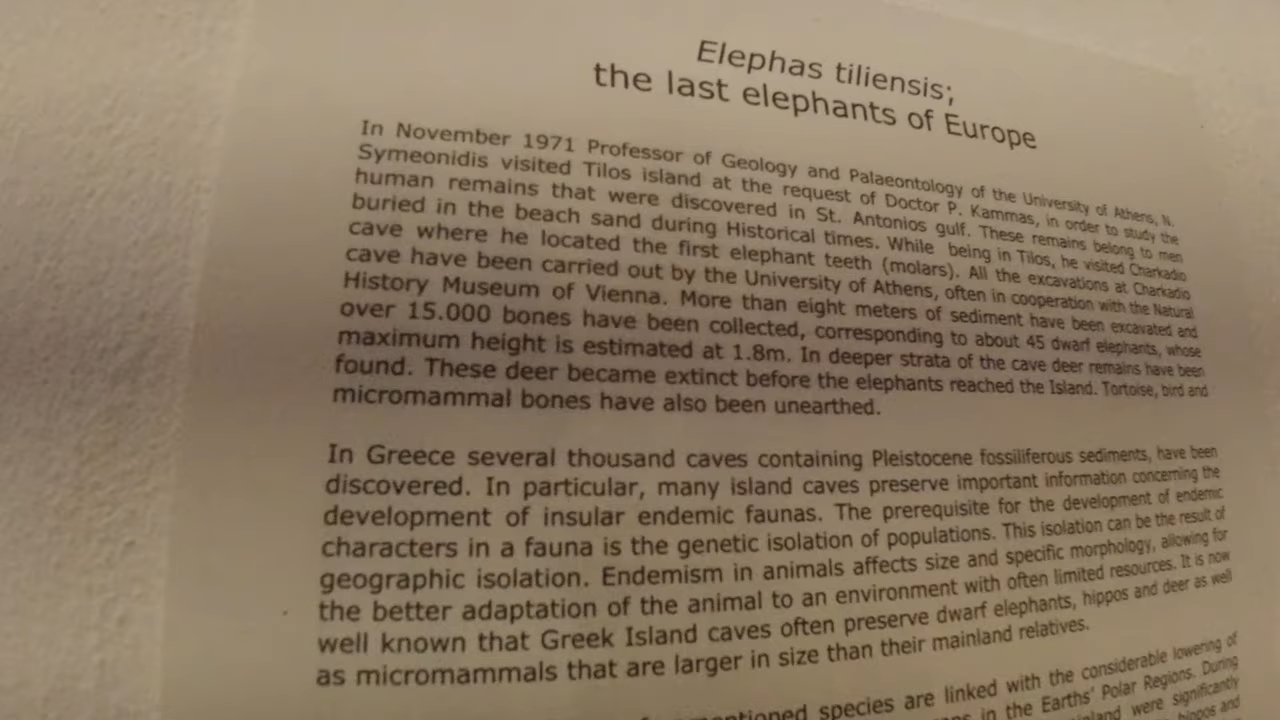 Elephas tiliensis;
the last elephants of Europe
In November 1971 Professor of Geology and Palaeontology of the University of Athens, N.
Symeonidis visited Tilos island at the request of Doctor P. Kammas, in order to study the
human remains that were discovered in St. Antonios gulf. These remains belong to men
buried in the beach sand during Historical times. While being in Tilos, he visited Charkadio
cave where he located the first elephant teeth (molars). All the excavations at Charkadio
cave have been carried out by the University of Athens, often in cooperation with the Natural
History Museum of Vienna. More than eight meters of sediment have been excavated and
over 15.000 bones have been collected, corresponding to about 45 dwarf elephants, whose
maximum height is estimated at 1.8m. In deeper strata of the cave deer remains have been
found. These deer became extinct before the elephants reached the Island. Tortoise, bird and
micromammal bones have also been unearthed.
In Greece several thousand caves containing Pleistocene fossiliferous sediments, have been
discovered. In particular, many island caves preserve important information concerning the
development of insular endemic faunas. The prerequisite for the development of endemic
characters in a fauna is the genetic isolation of populations. This isolation can be the result of
geographic isolation. Endemism in animals affects size and specific morphology, allowing for
the better adaptation of the animal to an environment with often limited resources. It is now
well known that Greek Island caves often preserve dwarf elephants, hippos and deer as well
as micromammals that are larger in size than their mainland relatives.
species are linked with the considerable lowering of
in the Earths' Polar Regions. During
were significantly
hippos and